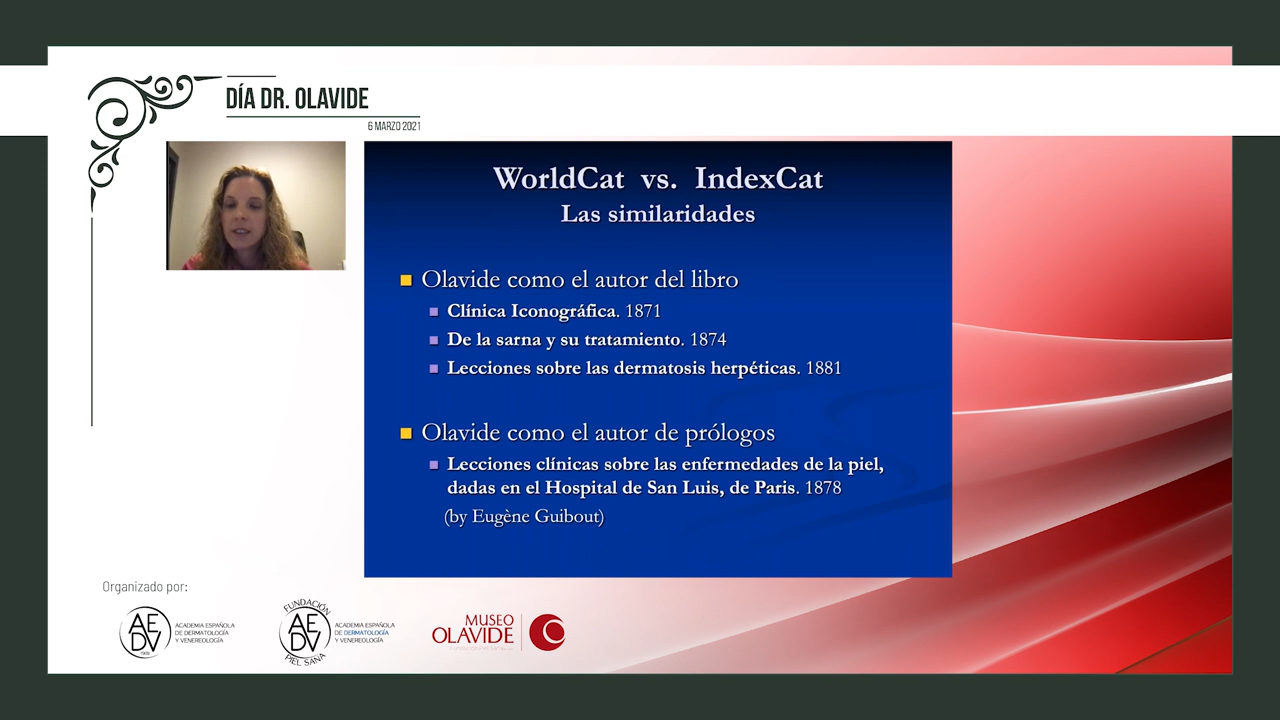 DÍA DR. OLAVIDE
6 MARZO 2021
WorldCat vs. IndexCat
Las similaridades
Olavide como el autor del libro
Clínica Iconográfica. 1871
De la sarna y su tratamiento. 1874
Lecciones sobre las dermatosis herpéticas. 1881
Olavide como el autor de prólogos
Lecciones clínicas sobre las enfermedades de la piel,
dadas en el Hospital de San Luis, de Paris. 1878
(by Eugène Guibout)
Organizado por:
AEDV
1909
ACADEMIA ESPAÑOLA
DE DERMATOLOGÍA
Y VENEREOLOGÍA
FUNDACIÓN
AEDV
PIEL SANA
ACADEMIA ESPAÑOLA
DE DERMATOLOGÍA
Y VENEREOLOGÍA
MUSEO
OLAVIDE